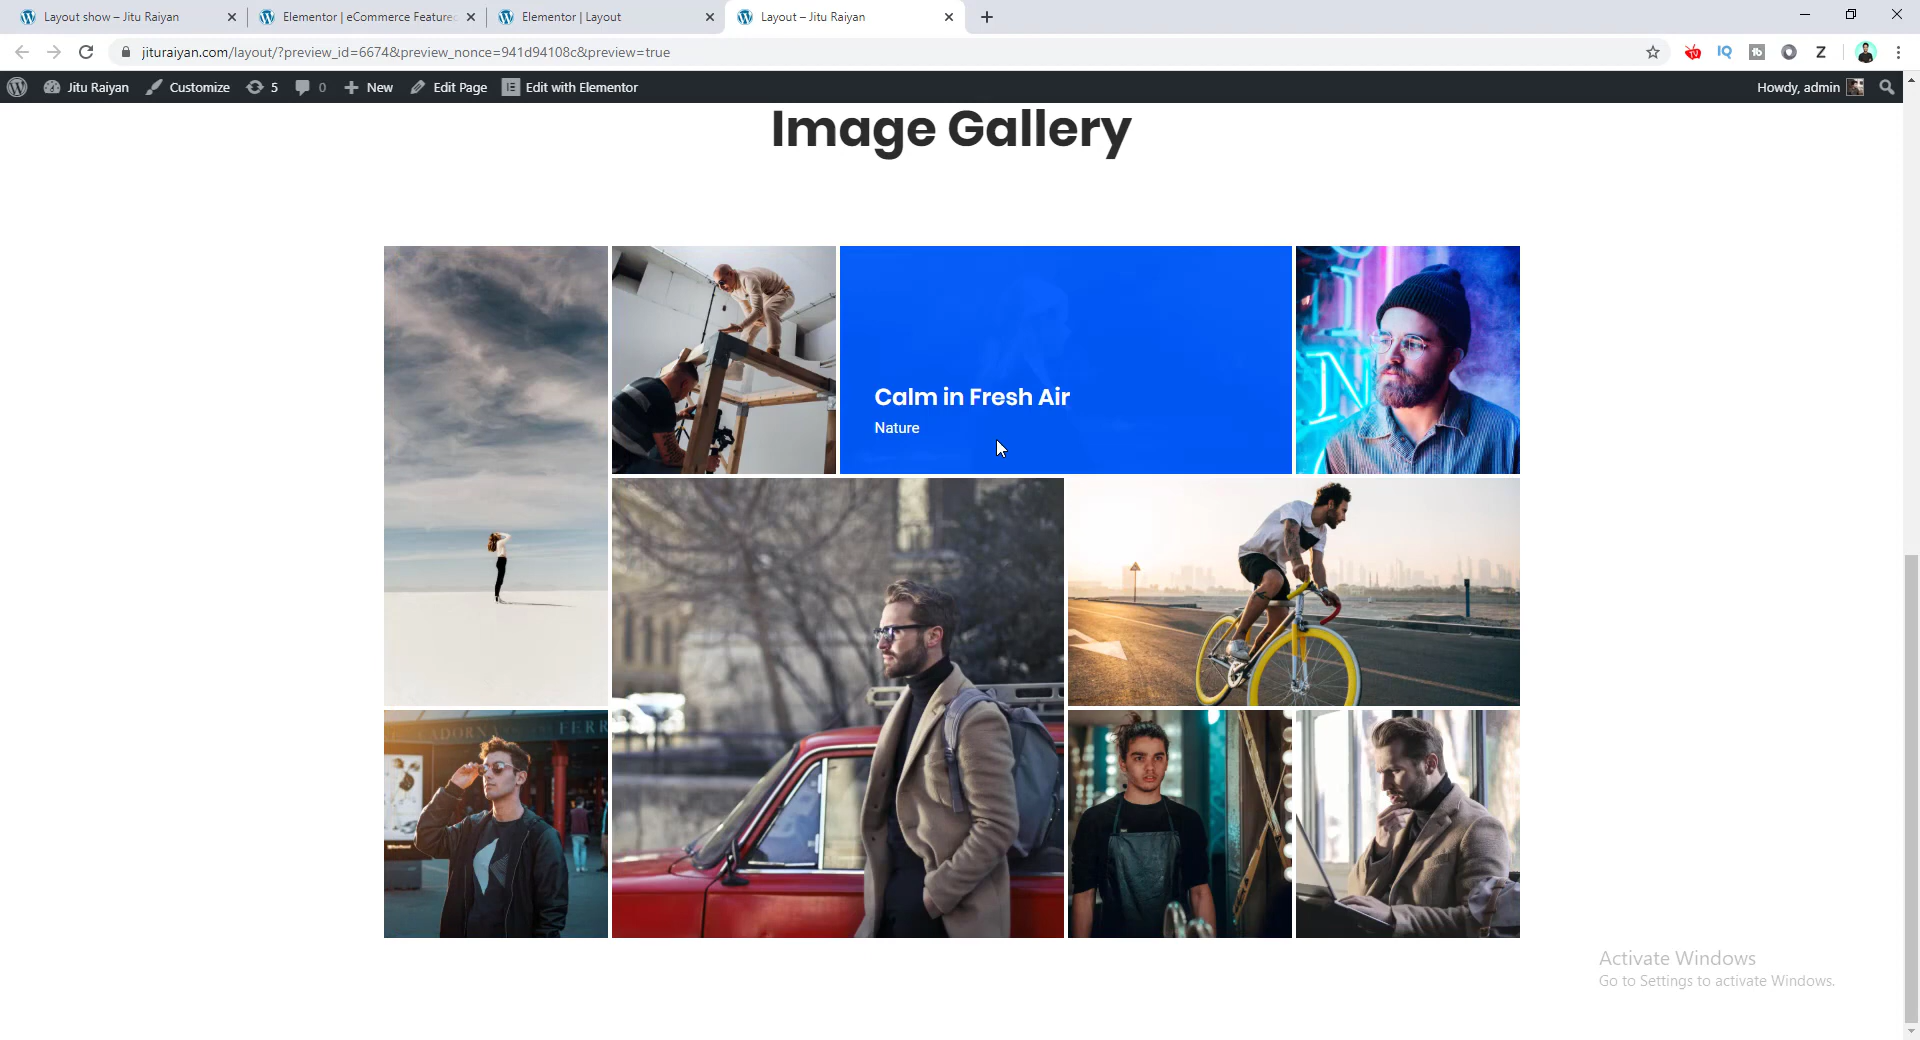 Layout show – Jitu Raiyan
Elementor | eCommerce Feature
Elementor | Layout
Layout – Jitu Raiyan
jituraiyan.com/layout/?preview_id=6674&preview_nonce=941d94108c&preview=true
Jitu Raiyan
Customize
5
0
New
Edit Page
Edit with Elementor
Howdy, admin
Image Gallery
Calm in Fresh Air
Nature
N
CADORNA
FERR
Activate Windows
Go to Settings to activate Windows.